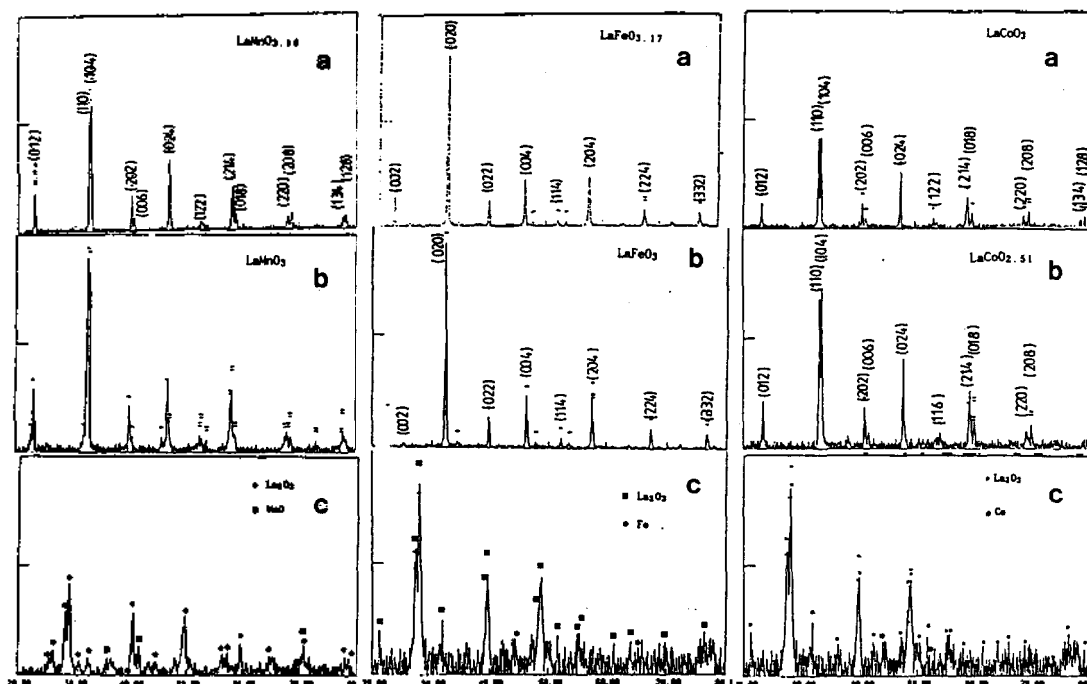 LaMnO3.18
a
(012)
(110)
(104)
(202)
(006)
(024)
(122)
(214)
(018)
(220)
(208)
(134)
(128)
LaFeO3.17
a
(002)
(020)
(022)
(004)
(114)
(204)
(224)
(332)
LaCoO3
a
(012)
(110)
(104)
(202)
(006)
(024)
(122)
(214)
(018)
(220)
(208)
(134)
(128)
LaMnO3
b
LaFeO3
b
(002)
(020)
(022)
(004)
(114)
(204)
(224)
(332)
LaCoO2.51
b
(012)
(110)
(104)
(202)
(006)
(024)
(116)
(214)
(018)
(220)
(208)
La2O3
MnO
c
La2O3
Fe
c
La2O3
Co
c